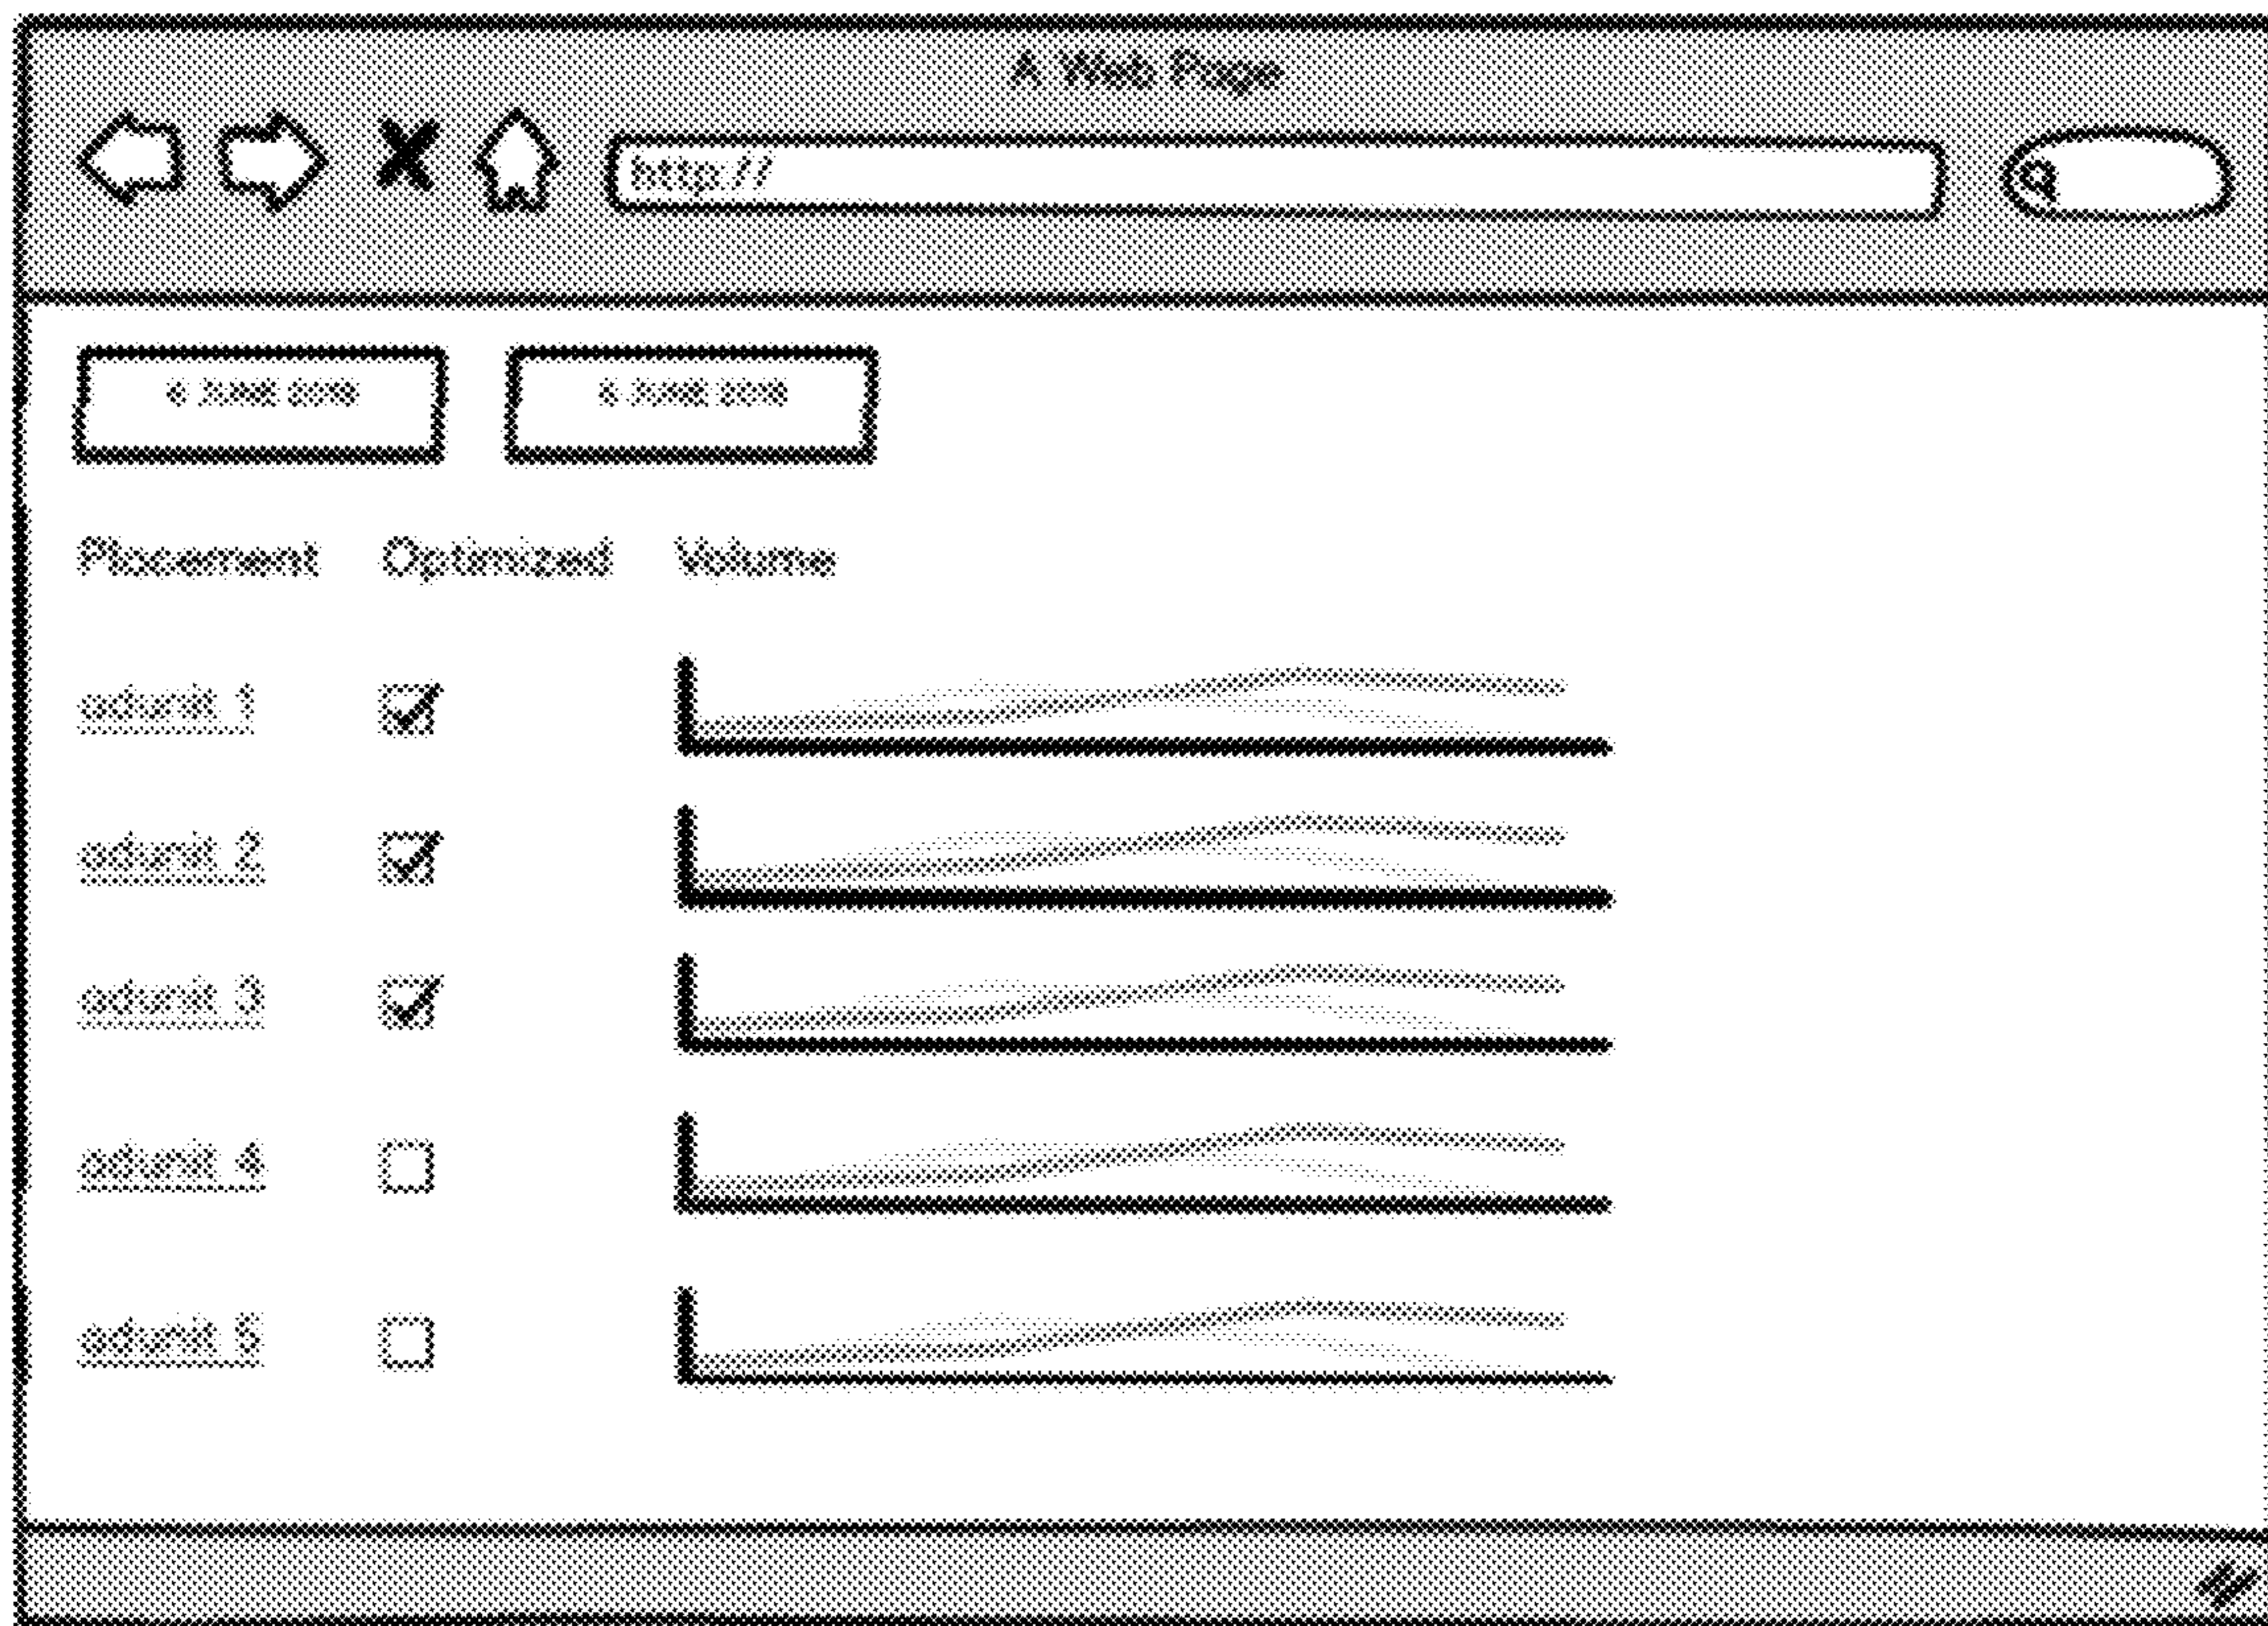 A Web Page
http://
Placement Optimized Volume
adunit 1
adunit 2
adunit 3
adunit 4
adunit 5